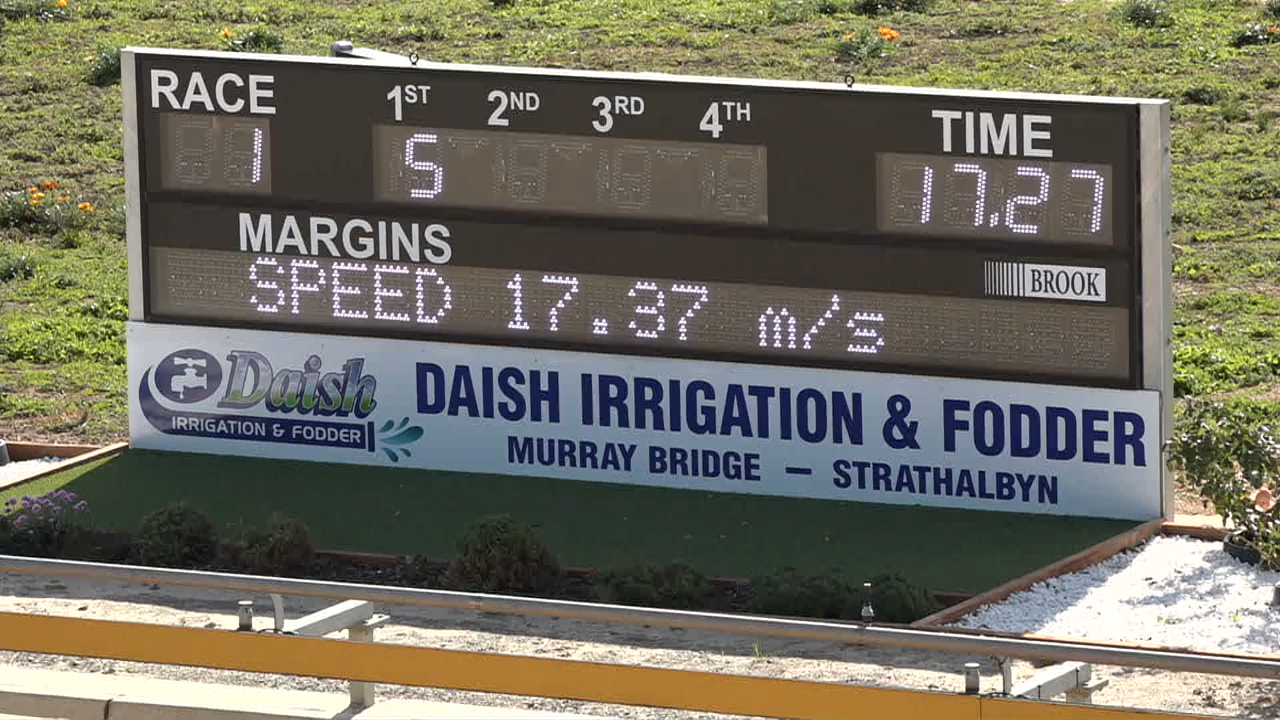 RACE 1ST 2ND 3RD 4TH TIME
1 5 17.27
MARGINS
BROOK
SPEED 17.37 m/s
Daish
IRRIGATION & FODDER
DAISH IRRIGATION & FODDER
MURRAY BRIDGE — STRATHALBYN